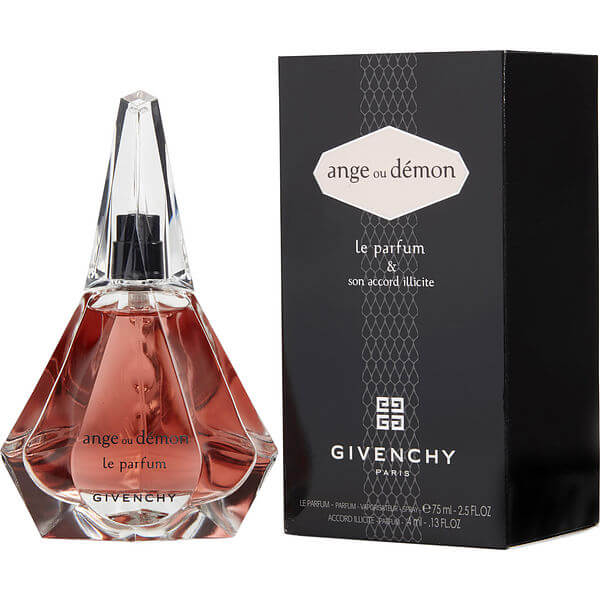 ange ou démon
le parfum
GIVENCHY
ange ou démon
le parfum
&
son accord illicite
GIVENCHY
PARIS
LE PARFUM - PARFUM - VAPORISATEUR - SPRAY - ℮ 75 ml - 2.5 FL.OZ
ACCORD ILLICITE - PARFUM - 4 ml - .13 FL.OZ